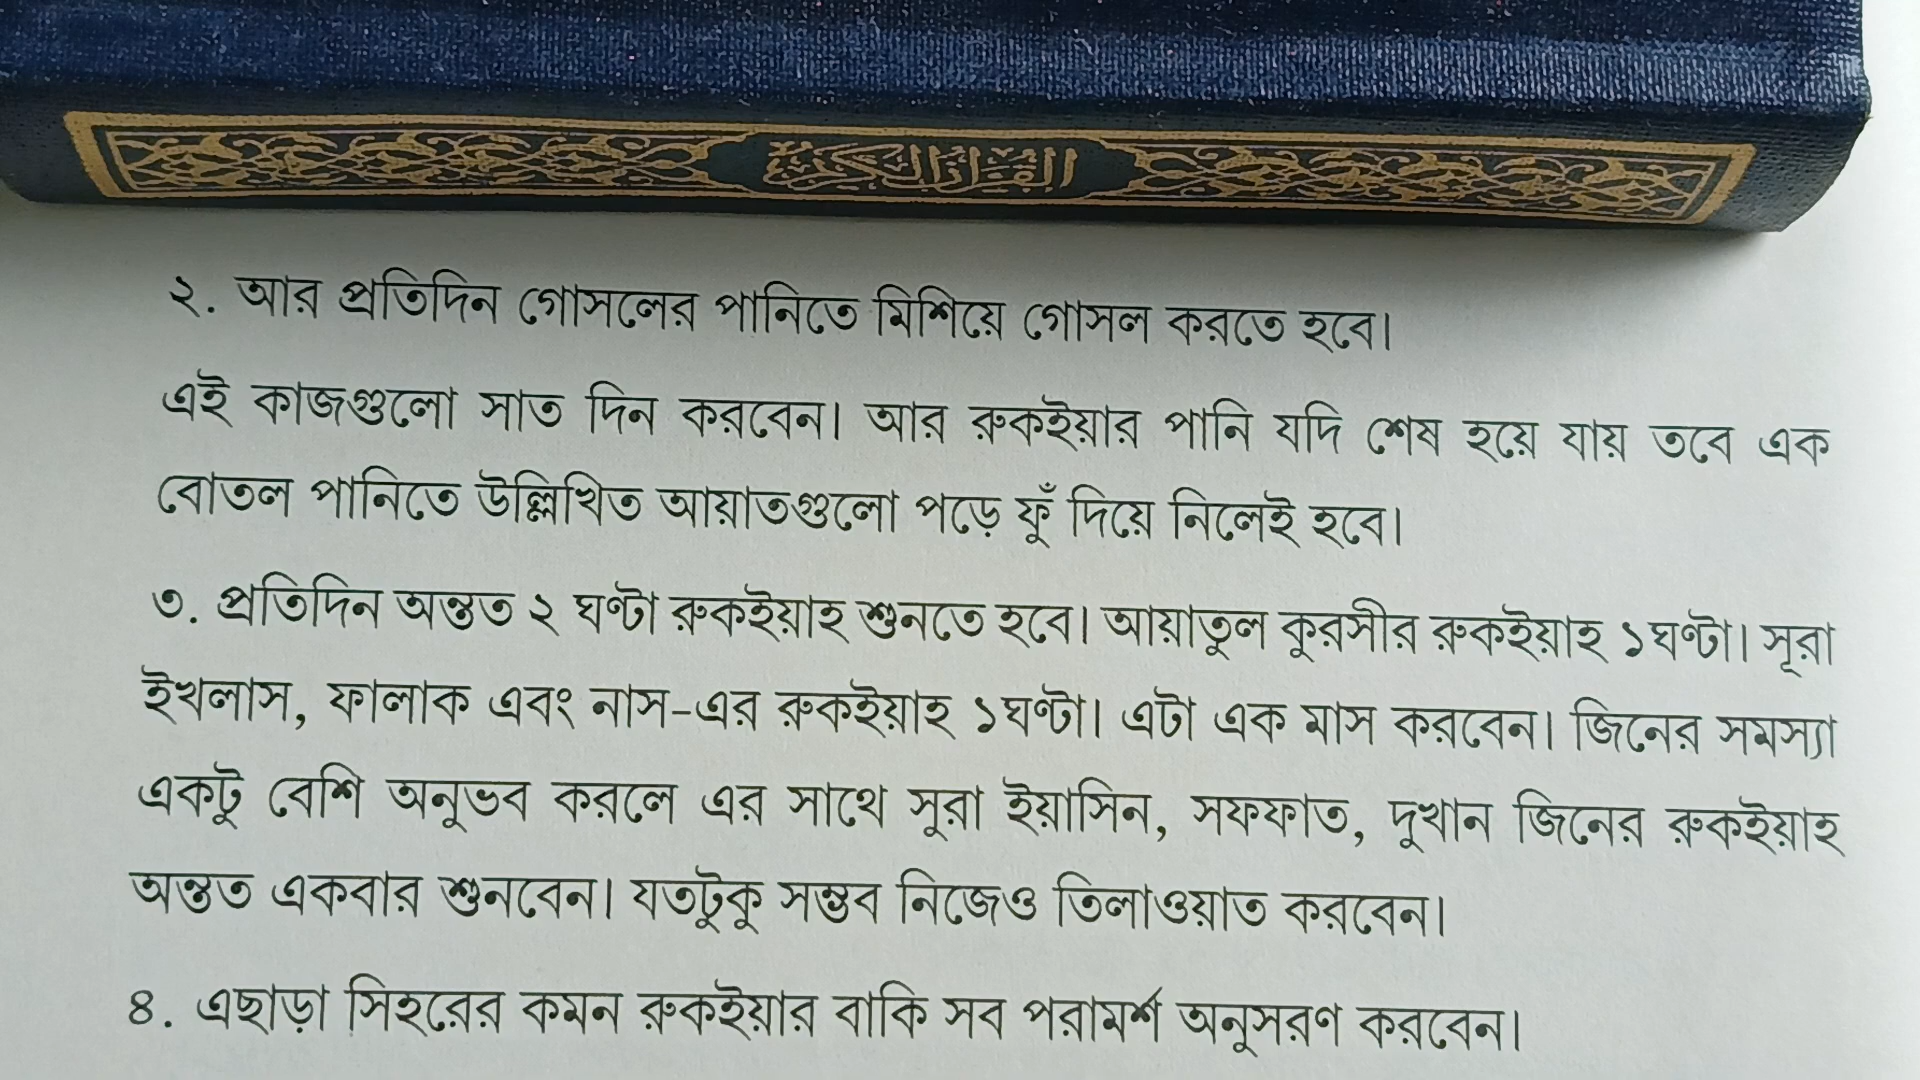 القرآن الكريم
২. আর প্রতিদিন গোসলের পানিতে মিশিয়ে গোসল করতে হবে।
এই কাজগুলো সাত দিন করবেন। আর রুকইয়ার পানি যদি শেষ হয়ে যায় তবে এক
বোতল পানিতে উল্লিখিত আয়াতগুলো পড়ে ফুঁ দিয়ে নিলেই হবে।
৩. প্রতিদিন অন্তত ২ ঘণ্টা রুকইয়াহ শুনতে হবে। আয়াতুল কুরসীর রুকইয়াহ ১ঘণ্টা। সূরা
ইখলাস, ফালাক এবং নাস-এর রুকইয়াহ ১ঘণ্টা। এটা এক মাস করবেন। জিনের সমস্যা
একটু বেশি অনুভব করলে এর সাথে সূরা ইয়াসিন, সফফাত, দুখান জিনের রুকইয়াহ
অন্তত একবার শুনবেন। যতটুকু সম্ভব নিজেও তিলাওয়াত করবেন।
৪. এছাড়া সিহরের কমন রুকইয়ার বাকি সব পরামর্শ অনুসরণ করবেন।